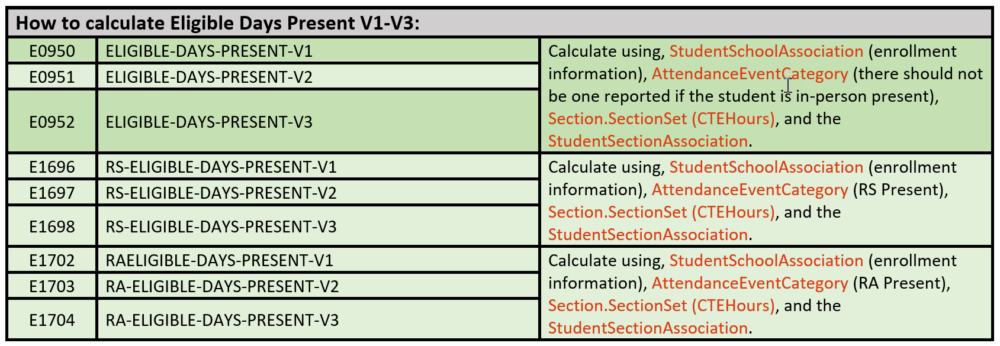 How to calculate Eligible Days Present V1-V3:
E0950 ELIGIBLE-DAYS-PRESENT-V1
E0951 ELIGIBLE-DAYS-PRESENT-V2
E0952 ELIGIBLE-DAYS-PRESENT-V3
Calculate using, StudentSchoolAssociation (enrollment
information), AttendanceEventCategory (there should not
be one reported if the student is in-person present),
Section.SectionSet (CTEHours), and the
StudentSectionAssociation.
E1696 RS-ELIGIBLE-DAYS-PRESENT-V1
E1697 RS-ELIGIBLE-DAYS-PRESENT-V2
E1698 RS-ELIGIBLE-DAYS-PRESENT-V3
Calculate using, StudentSchoolAssociation (enrollment
information), AttendanceEventCategory (RS Present),
Section.SectionSet (CTEHours), and the
StudentSectionAssociation.
E1702 RAELIGIBLE-DAYS-PRESENT-V1
E1703 RA-ELIGIBLE-DAYS-PRESENT-V2
E1704 RA-ELIGIBLE-DAYS-PRESENT-V3
Calculate using, StudentSchoolAssociation (enrollment
information), AttendanceEventCategory (RA Present),
Section.SectionSet (CTEHours), and the
StudentSectionAssociation.